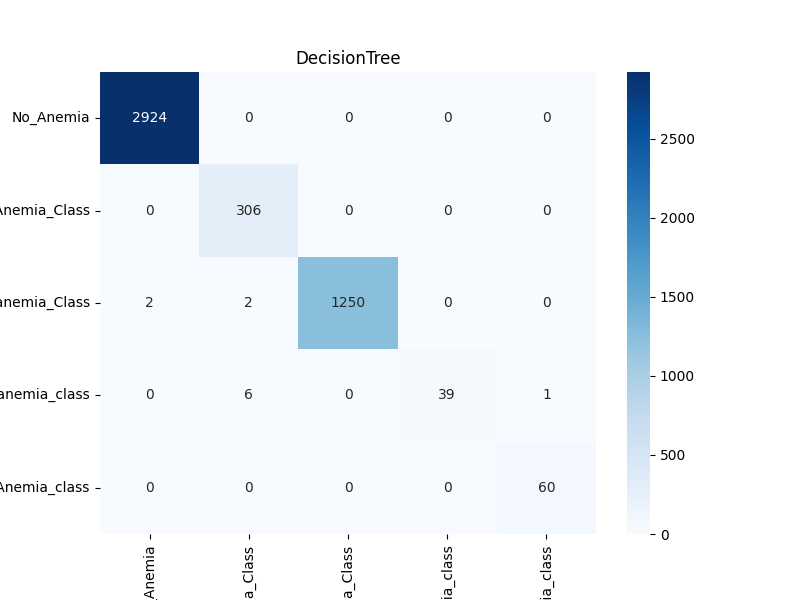 DecisionTree
No_Anemia
2924 0 0 0 0
Anemia_Class
0 306 0 0 0
anemia_Class
2 2 1250 0 0
anemia_class
0 6 0 39 1
Anemia_class
0 0 0 0 60
_Anemia
a_Class
a_Class
ia_class
ia_class
2500
2000
1500
1000
500
0